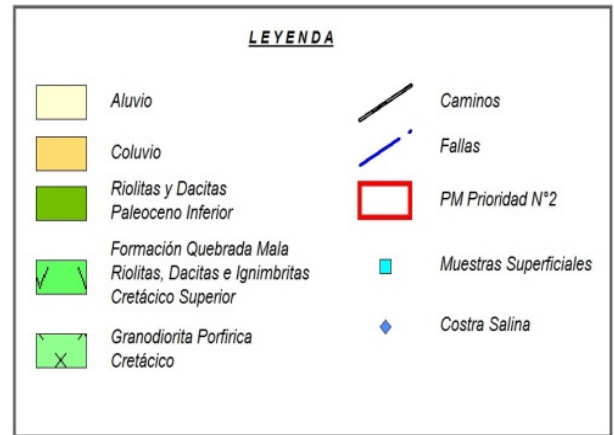 LEYENDA
Aluvio
Coluvio
Riolitas y Dacitas
Paleoceno Inferior
Formación Quebrada Mala
Riolitas, Dacitas e Ignimbritas
Cretácico Superior
Granodiorita Porfirica
Cretácico
Caminos
Fallas
PM Prioridad N°2
Muestras Superficiales
Costra Salina